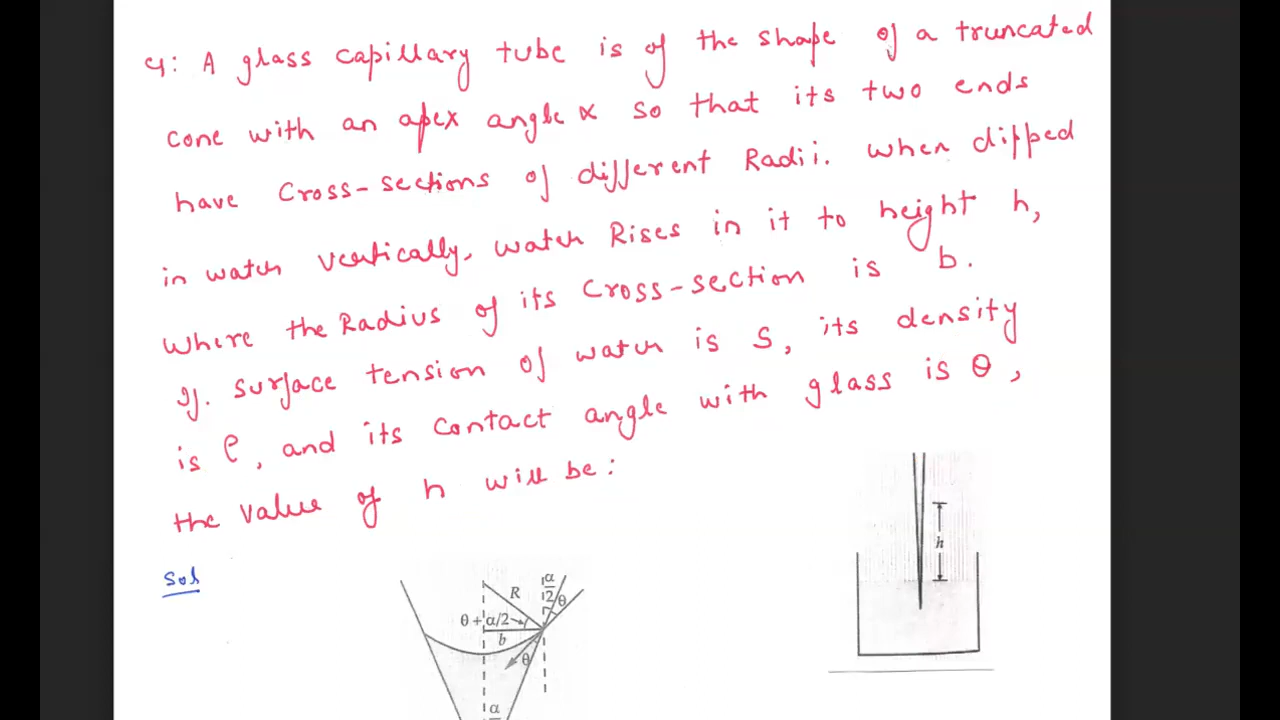 Q: A glass capillary tube is of the shape of a truncated
cone with an apex angle α so that its two ends
have cross-sections of different Radii. When dipped
in water vertically, water Rises in it to height h,
where the Radius of its cross-section is b.
If. surface tension of water is S, its density
is ρ, and its contact angle with glass is θ,
the value of h will be:
Sol
R
α/2
θ
θ + α/2
b
θ
α
h